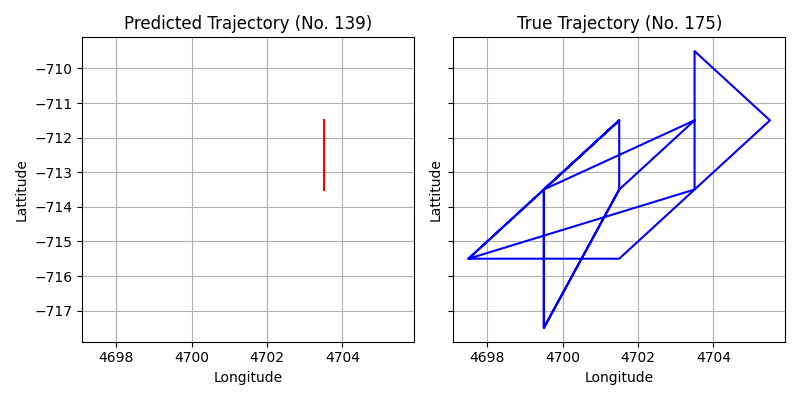 Predicted Trajectory (No. 139)
True Trajectory (No. 175)
−710
−711
−712
−713
−714
−715
−716
−717
Lattitude
Lattitude
4698 4700 4702 4704
4698 4700 4702 4704
Longitude
Longitude